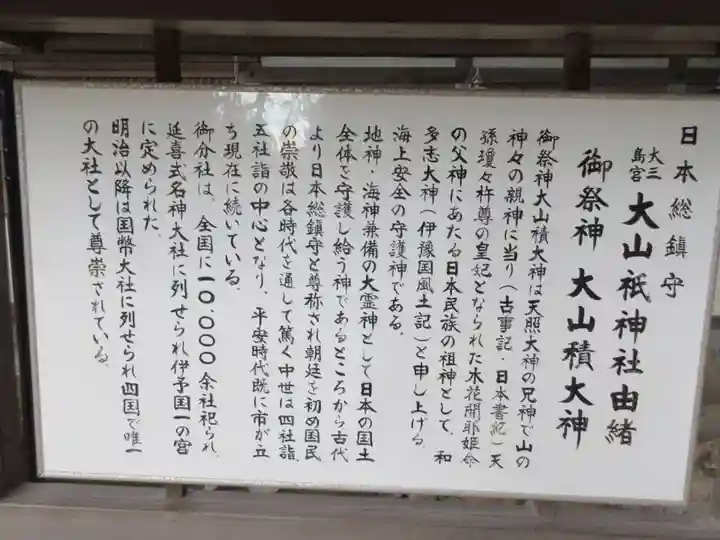 日本総鎮守
大三島宮 大山祇神社由緒
御祭神 大山積大神
御祭神大山積大神は天照大神の兄神で山の
神々の親神に当り（古事記・日本書紀）天
孫瓊々杵尊の皇妃となられた木花開耶姫命
の父神にあたる日本民族の祖神として、和
多志大神（伊豫国風土記）と申し上げる。
海上安全の守護神である。
地神・海神兼備の大霊神として日本の国土
全体を守護し給う神であるところから古代
より日本総鎮守と尊称され朝廷を初め国民
の崇敬は各時代を通して篤く中世は四社詣、
五社詣の中心となり、平安時代既に市が立
ち現在に続いている。
御分社は、全国に一〇、〇〇〇余社祀られ、
延喜式名神大社に列せられ伊予国一の宮
に定められた。
明治以降は国幣大社に列せられ四国で唯一
の大社として尊崇されている。